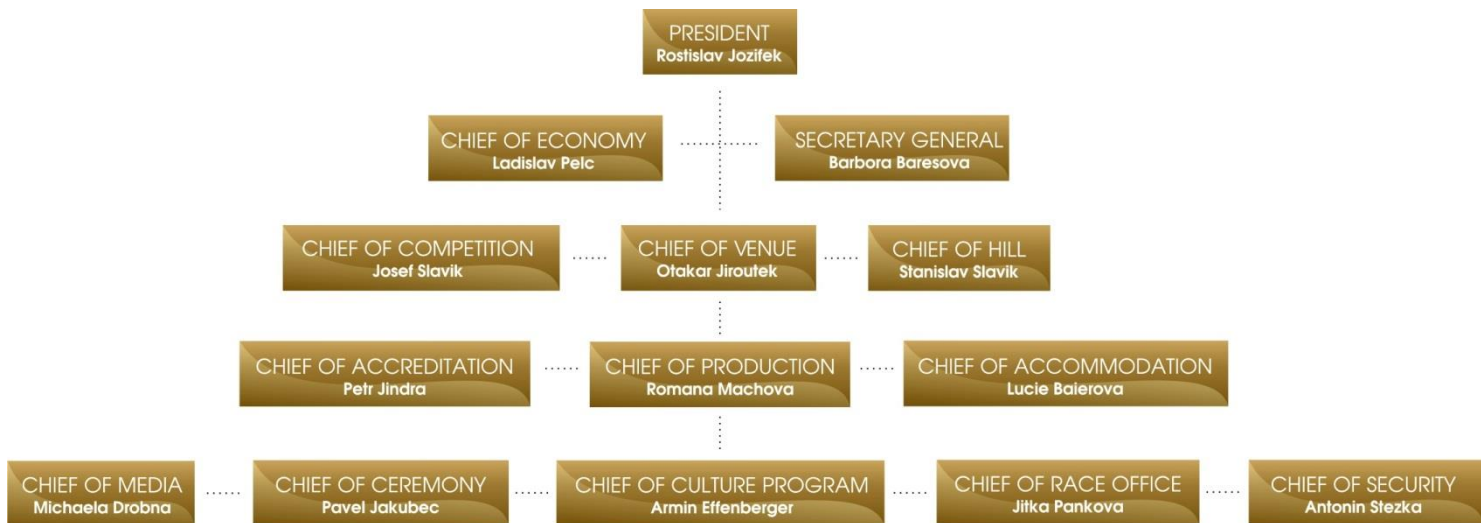 PRESIDENT
Rostislav Jozifek
CHIEF OF ECONOMY
Ladislav Pelc
SECRETARY GENERAL
Barbora Baresova
CHIEF OF COMPETITION
Josef Slavik
CHIEF OF VENUE
Otakar Jiroutek
CHIEF OF HILL
Stanislav Slavik
CHIEF OF ACCREDITATION
Petr Jindra
CHIEF OF PRODUCTION
Romana Machova
CHIEF OF ACCOMMODATION
Lucie Baierova
CHIEF OF MEDIA
Michaela Drobna
CHIEF OF CEREMONY
Pavel Jakubec
CHIEF OF CULTURE PROGRAM
Armin Effenberger
CHIEF OF RACE OFFICE
Jitka Pankova
CHIEF OF SECURITY
Antonin Stezka